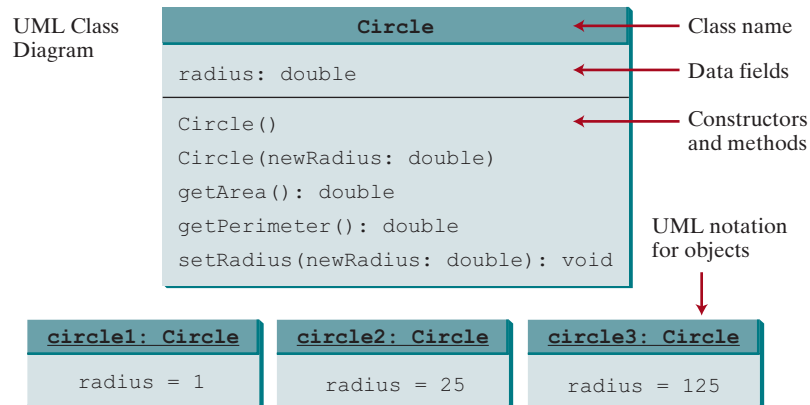 UML Class
Diagram
Circle
Class name
radius: double
Data fields
Circle()
Constructors
and methods
Circle(newRadius: double)
getArea(): double
getPerimeter(): double
setRadius(newRadius: double): void
UML notation
for objects
circle1: Circle
radius = 1
circle2: Circle
radius = 25
circle3: Circle
radius = 125